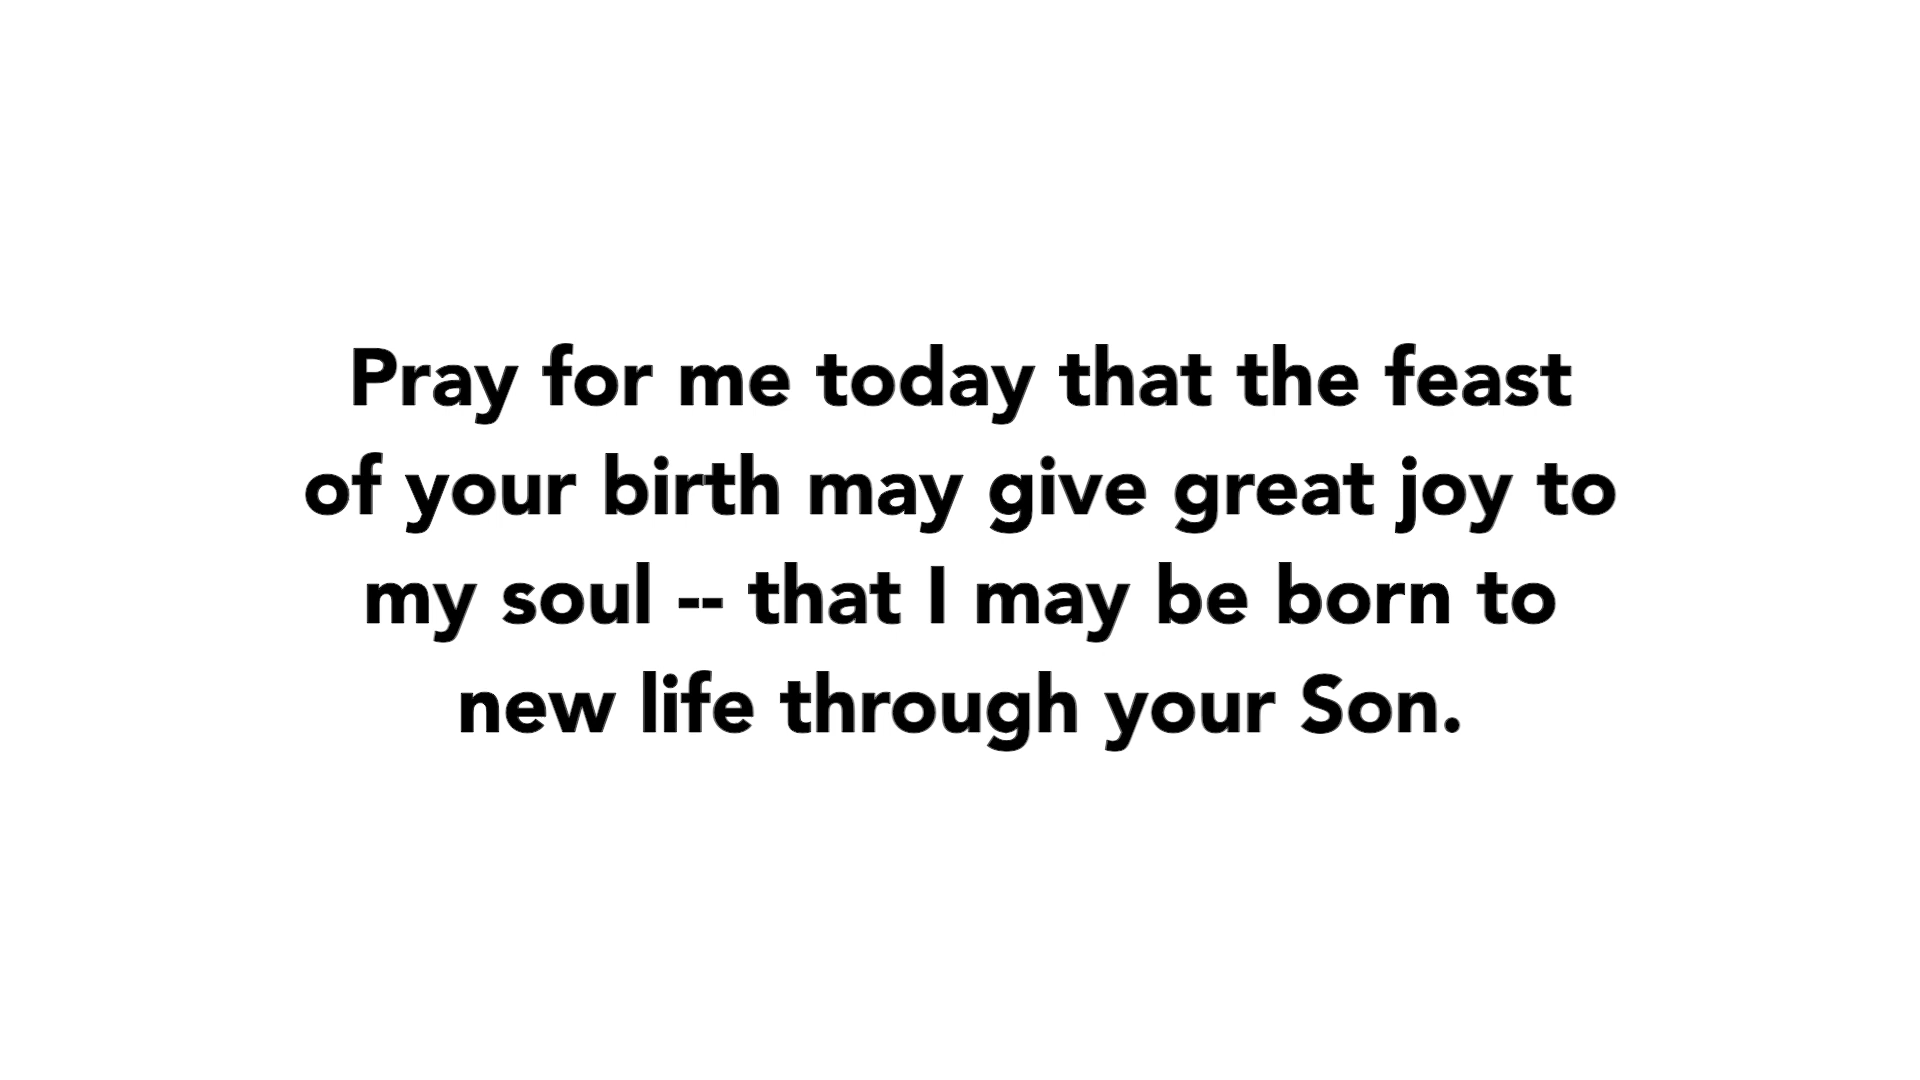 Pray for me today that the feast
of your birth may give great joy to
my soul -- that I may be born to
new life through your Son.